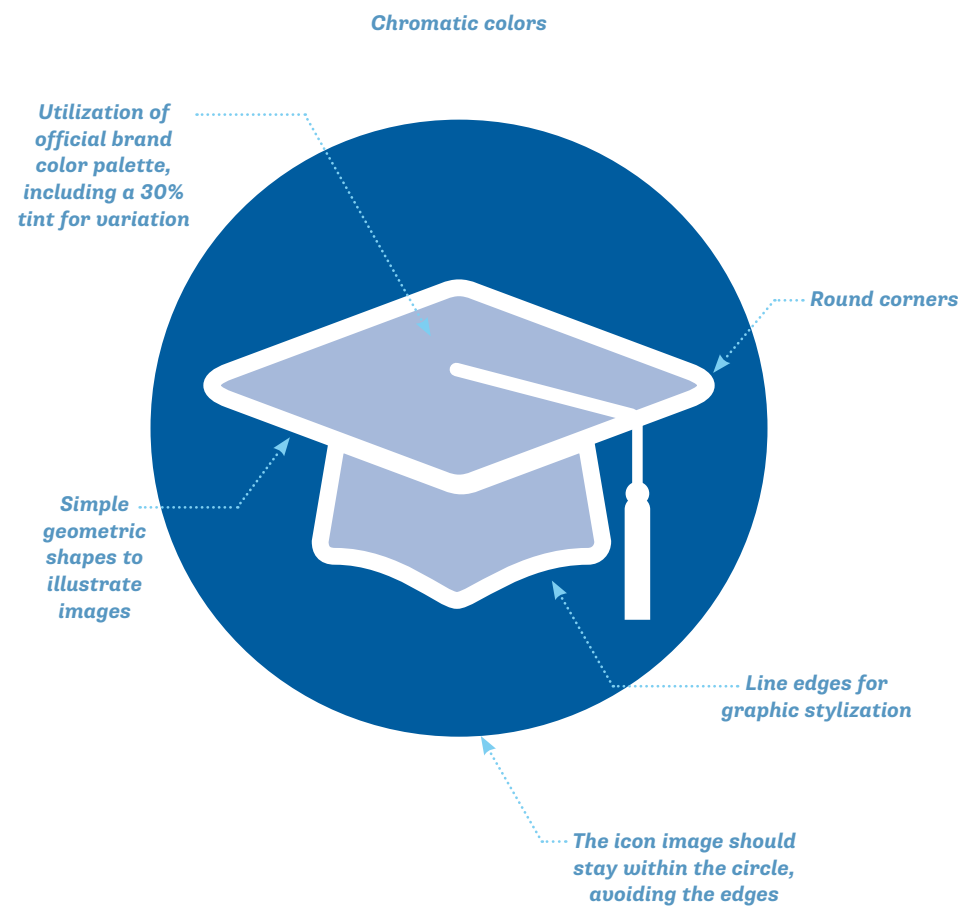 Chromatic colors
Utilization of
official brand
color palette,
including a 30%
tint for variation
Round corners
Simple
geometric
shapes to
illustrate
images
Line edges for
graphic stylization
The icon image should
stay within the circle,
avoiding the edges